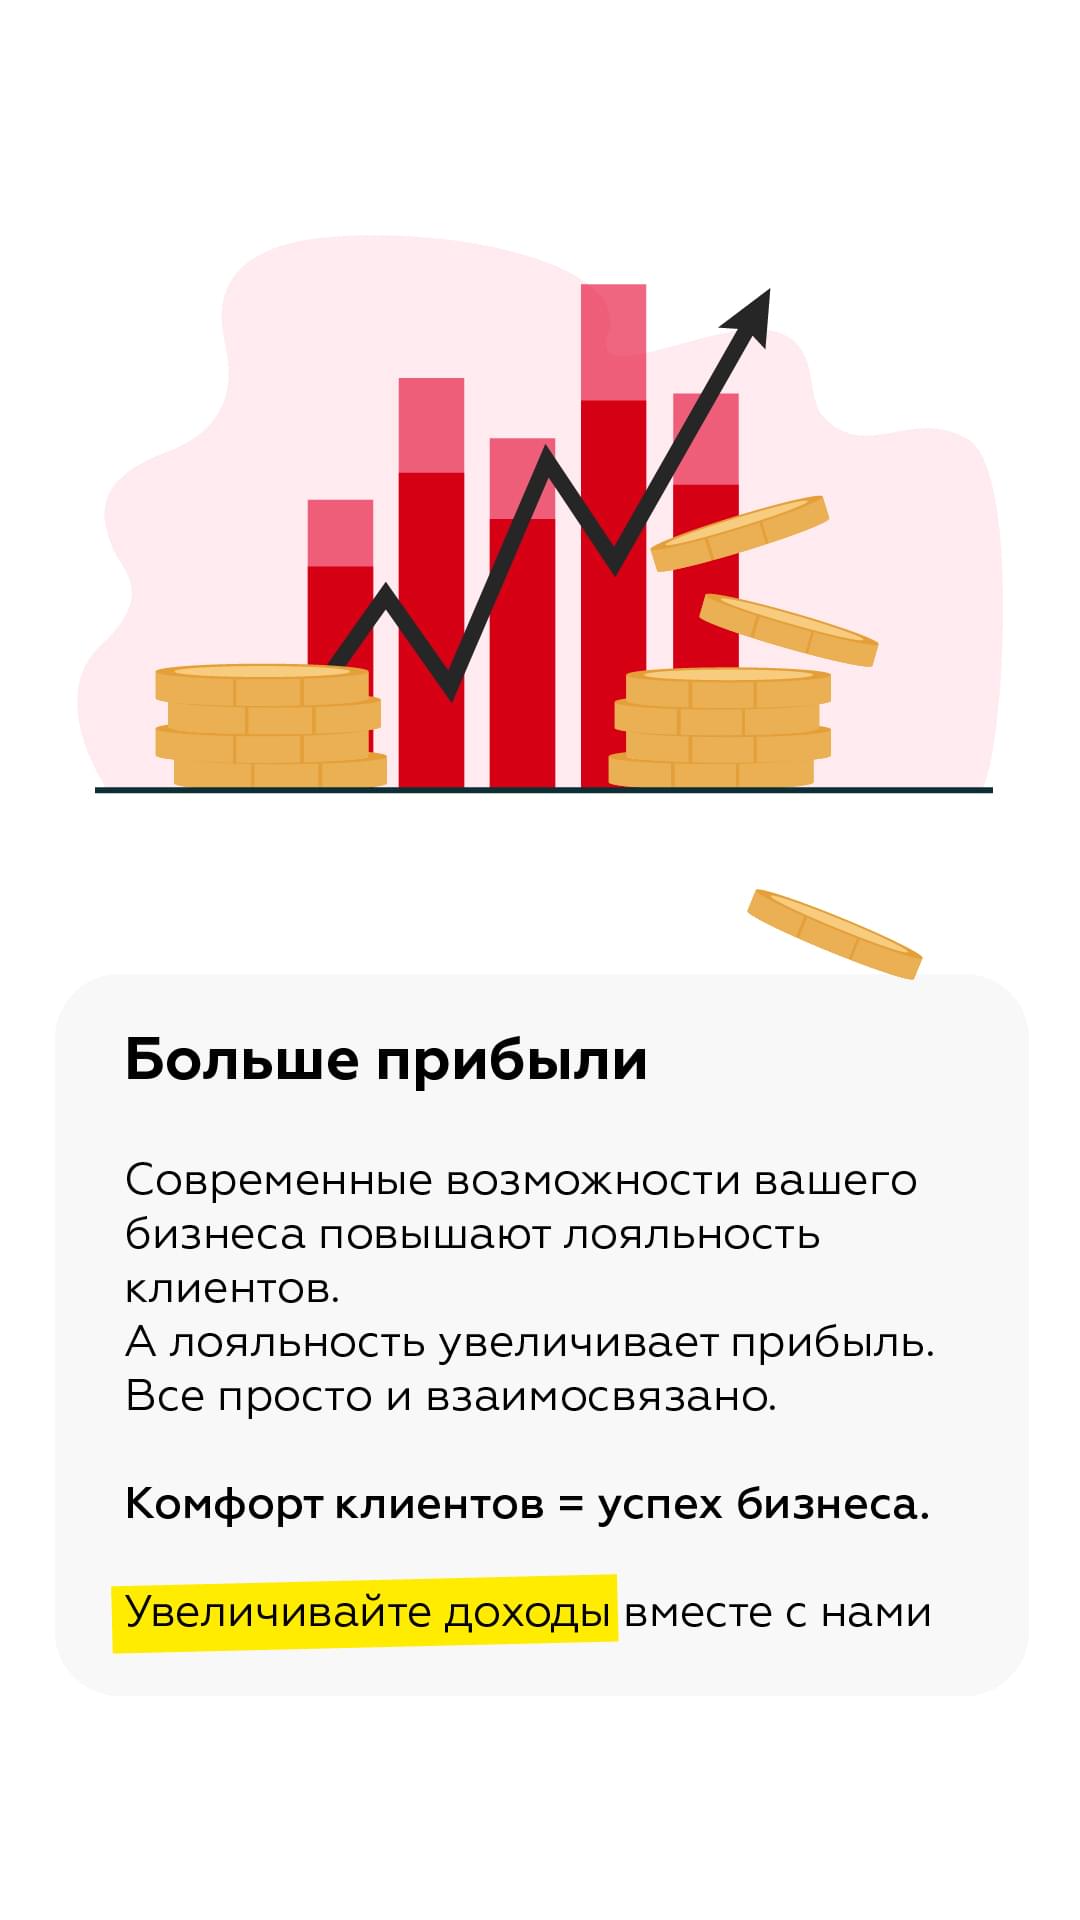 Больше прибыли
Современные возможности вашего
бизнеса повышают лояльность
клиентов.
А лояльность увеличивает прибыль.
Все просто и взаимосвязано.
Комфорт клиентов = успех бизнеса.
Увеличивайте доходы вместе с нами